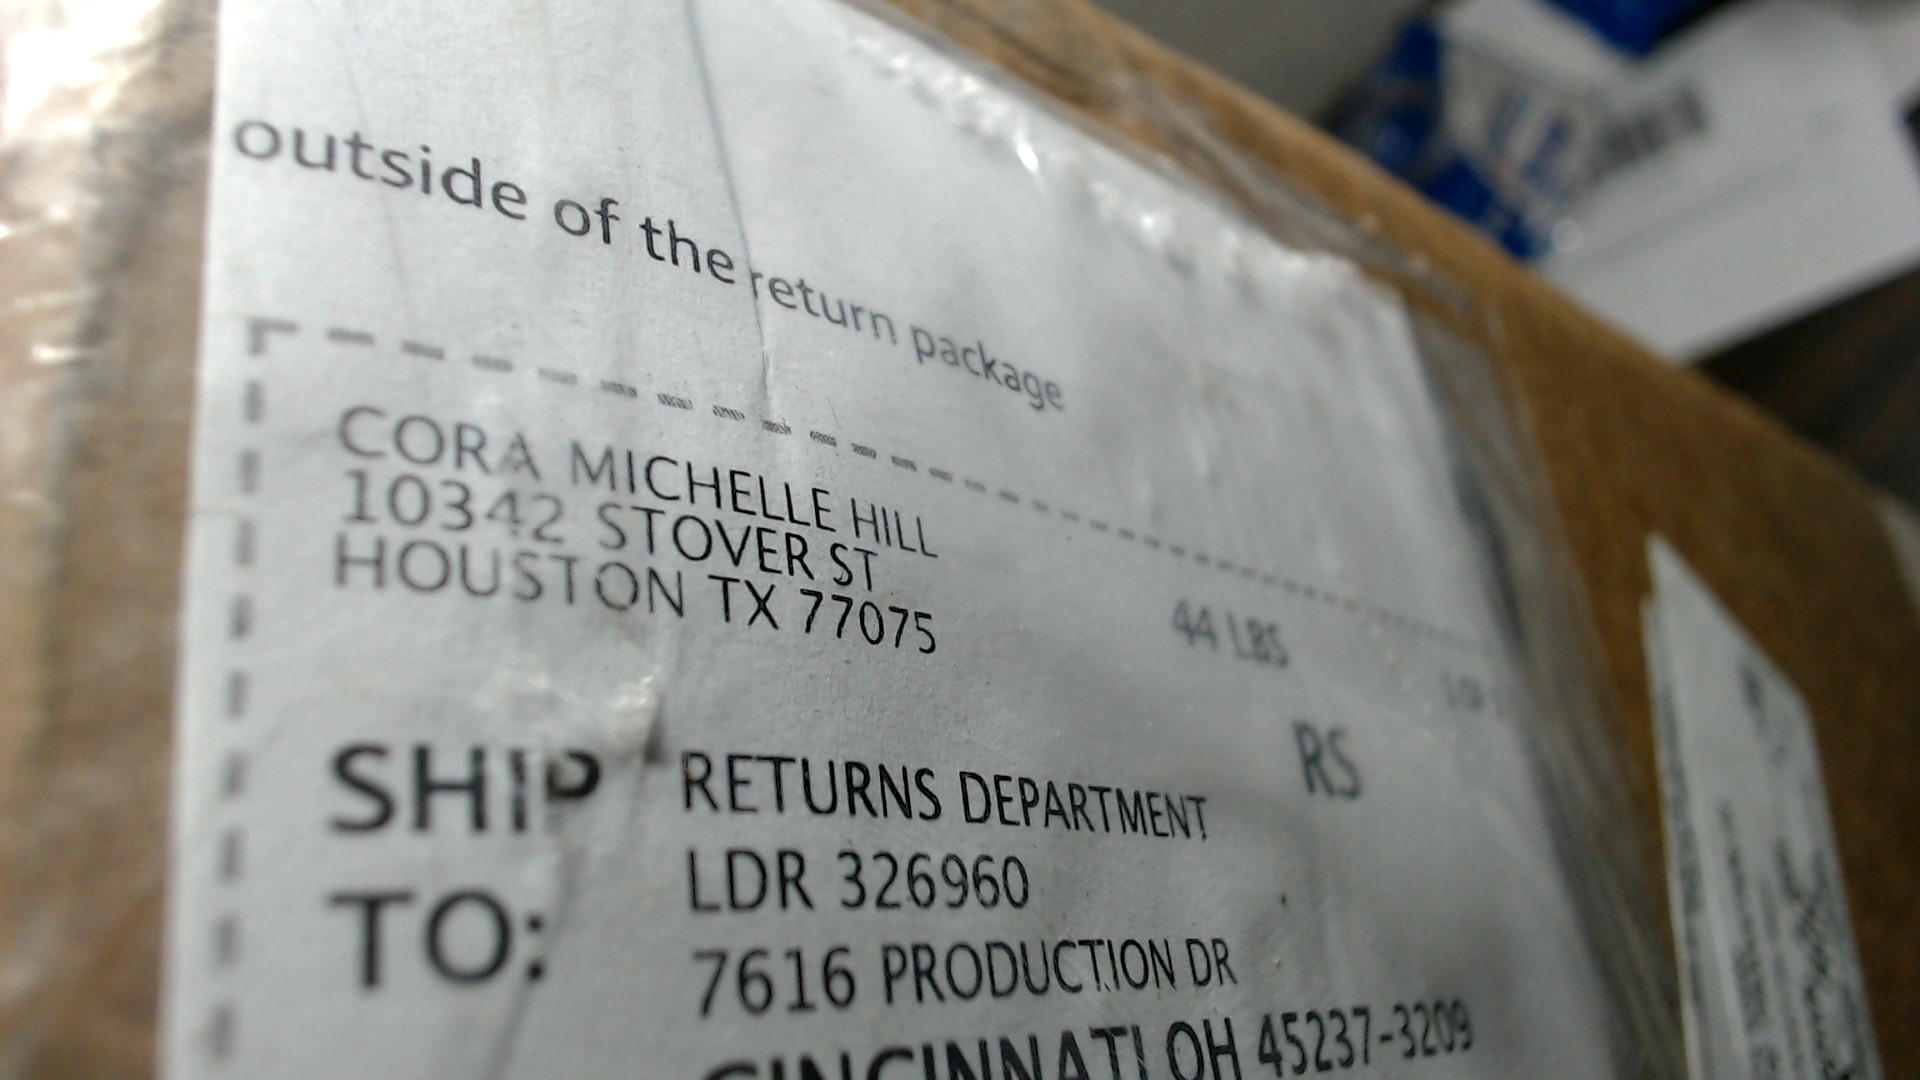 outside of the return package
CORA MICHELLE HILL
10342 STOVER ST
HOUSTON TX 77075
44 LBS
RS
SHIP TO:
RETURNS DEPARTMENT
LDR 326960
7616 PRODUCTION DR
CINCINNATI OH 45237-3209